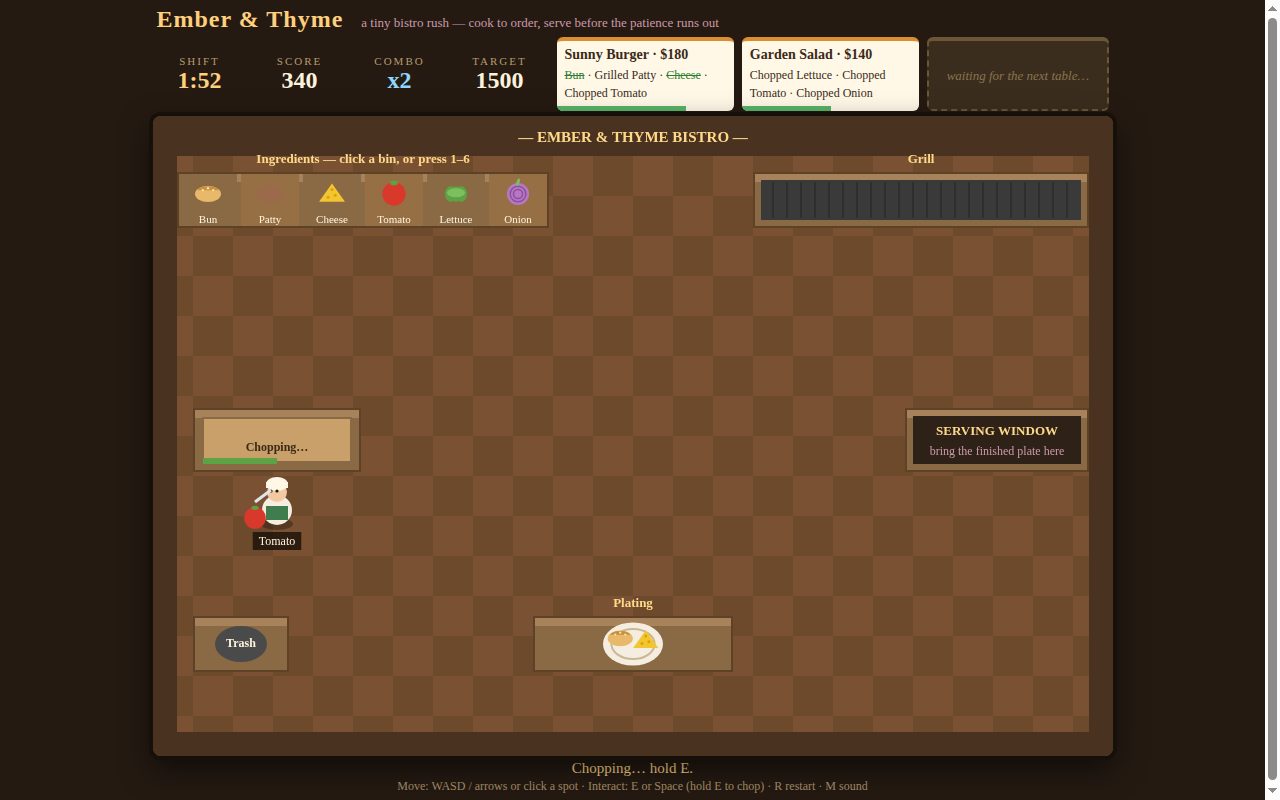 Ember & Thyme
a tiny bistro rush — cook to order, serve before the patience runs out
SHIFT
1:52
SCORE
340
COMBO
x2
TARGET
1500
Sunny Burger · $180
Bun · Grilled Patty · Cheese ·
Chopped Tomato
Garden Salad · $140
Chopped Lettuce · Chopped
Tomato · Chopped Onion
waiting for the next table…
— EMBER & THYME BISTRO —
Ingredients — click a bin, or press 1–6
Grill
Bun
Patty
Cheese
Tomato
Lettuce
Onion
Chopping…
SERVING WINDOW
bring the finished plate here
Tomato
Plating
Trash
Chopping… hold E.
Move: WASD / arrows or click a spot · Interact: E or Space (hold E to chop) · R restart · M sound